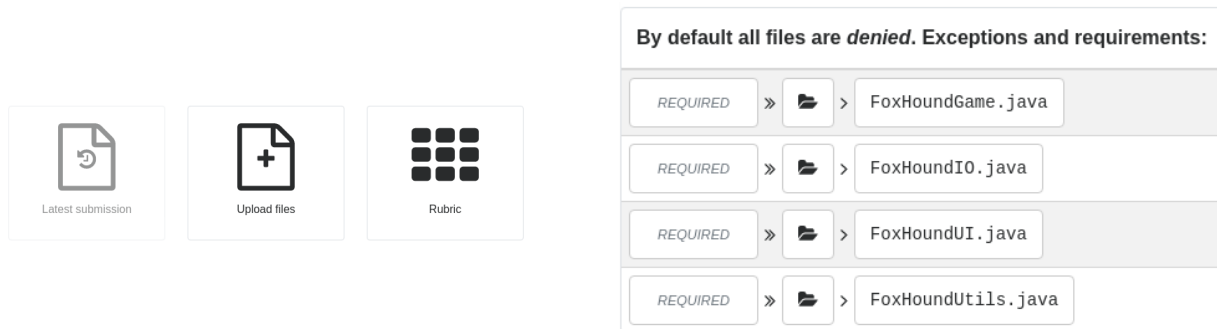 Latest submission
Upload files
Rubric
By default all files are denied. Exceptions and requirements:
REQUIRED » > FoxHoundGame.java
REQUIRED » > FoxHoundIO.java
REQUIRED » > FoxHoundUI.java
REQUIRED » > FoxHoundUtils.java